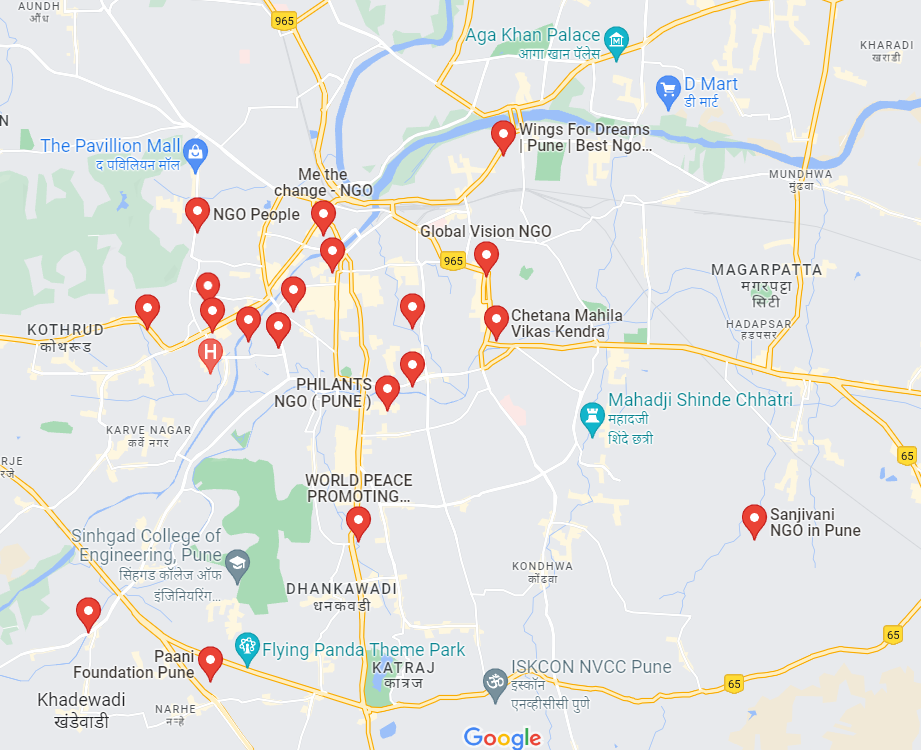 AUNDH
औंध
965
Aga Khan Palace
आगा खान पॅलेस
KHARADI
खराडी
D Mart
डी मार्ट
N
The Pavillion Mall
द पविलियन मॉल
Wings For Dreams
| Pune | Best Ngo...
Me the
change - NGO
MUNDHWA
मुंढवा
NGO People
Global Vision NGO
965
MAGARPATTA
मगरपट्टा
सिटी
Chetana Mahila
Vikas Kendra
HADAPSAR
हडपसर
KOTHRUD
कोथरूड
H
PHILANTS
NGO ( PUNE )
Mahadji Shinde Chhatri
महादजी
शिंदे छत्री
KARVE NAGAR
कर्वे नगर
RJE
रजे
65
WORLD PEACE
PROMOTING...
Sanjivani
NGO in Pune
Sinhgad College of
Engineering, Pune
सिंहगड कॉलेज ऑफ
इंजिनियरिंग...
KONDHWA
कोंढवा
DHANKAWADI
धनकवडी
65
Flying Panda Theme Park
Paani
Foundation Pune
KATRAJ
कात्रज
ISKCON NVCC Pune
इस्कॉन
एनव्हीसीसी पुणे
65
Khadewadi
खंडेवाडी
NARHE
नऱ्हे
Google